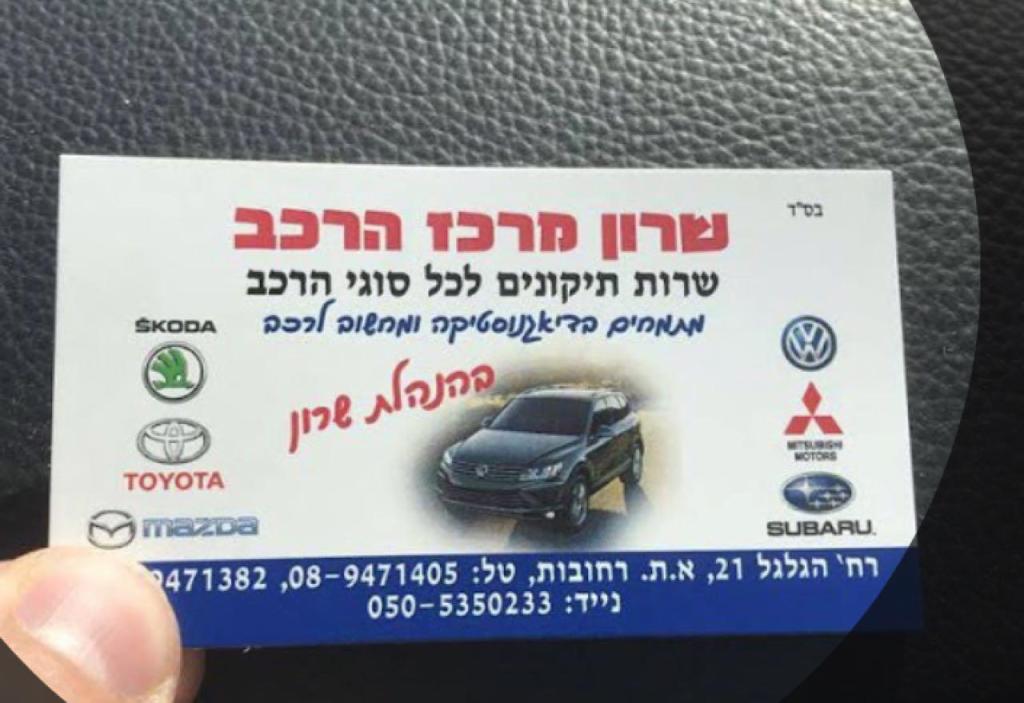 בס"ד
שרון מרכז הרכב
שרות תיקונים לכל סוגי הרכב
מתמחים בדיאגנוסטיקה ומחשוב לרכב
בהנהלת שרון
ŠKODA
TOYOTA
mazda
MITSUBISHI
MOTORS
SUBARU
רח' הגלגל 21, א.ת. רחובות, טל: 08-9471405, 9471382
נייד: 050-5350233